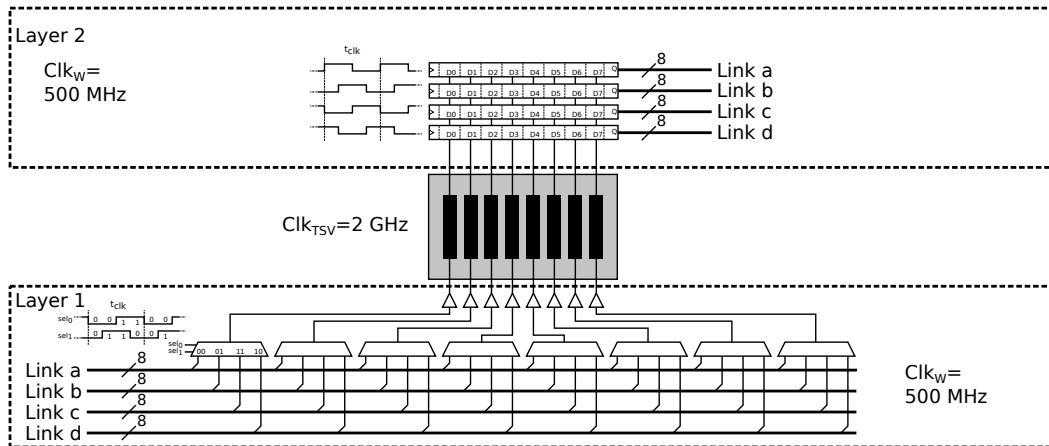 Layer 2
t_clk
Clk_W=
500 MHz
D0 D1 D2 D3 D4 D5 D6 D7 Q 8 Link a
D0 D1 D2 D3 D4 D5 D6 D7 Q 8 Link b
D0 D1 D2 D3 D4 D5 D6 D7 Q 8 Link c
D0 D1 D2 D3 D4 D5 D6 D7 Q 8 Link d
Clk_TSV=2 GHz
Layer 1
t_clk
sel_0 0 0 1 1 0 0
sel_1 0 1 1 0 0 1
sel_0
sel_1
00 01 11 10
Link a 8
Link b 8
Link c 8
Link d 8
Clk_W=
500 MHz